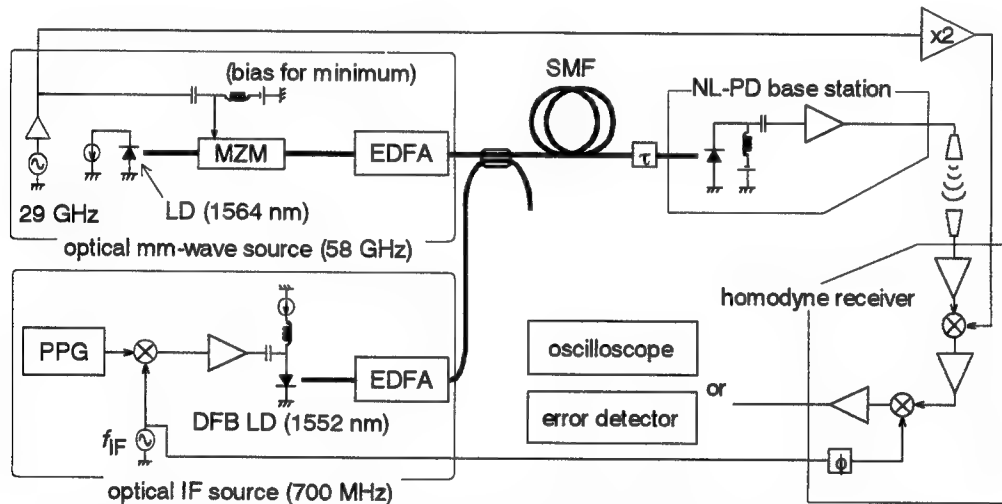 x2
(bias for minimum)
SMF
NL-PD base station
MZM
EDFA
τ
29 GHz
LD (1564 nm)
optical mm-wave source (58 GHz)
homodyne receiver
PPG
oscilloscope
EDFA
or
DFB LD (1552 nm)
error detector
fIF
ϕ
optical IF source (700 MHz)